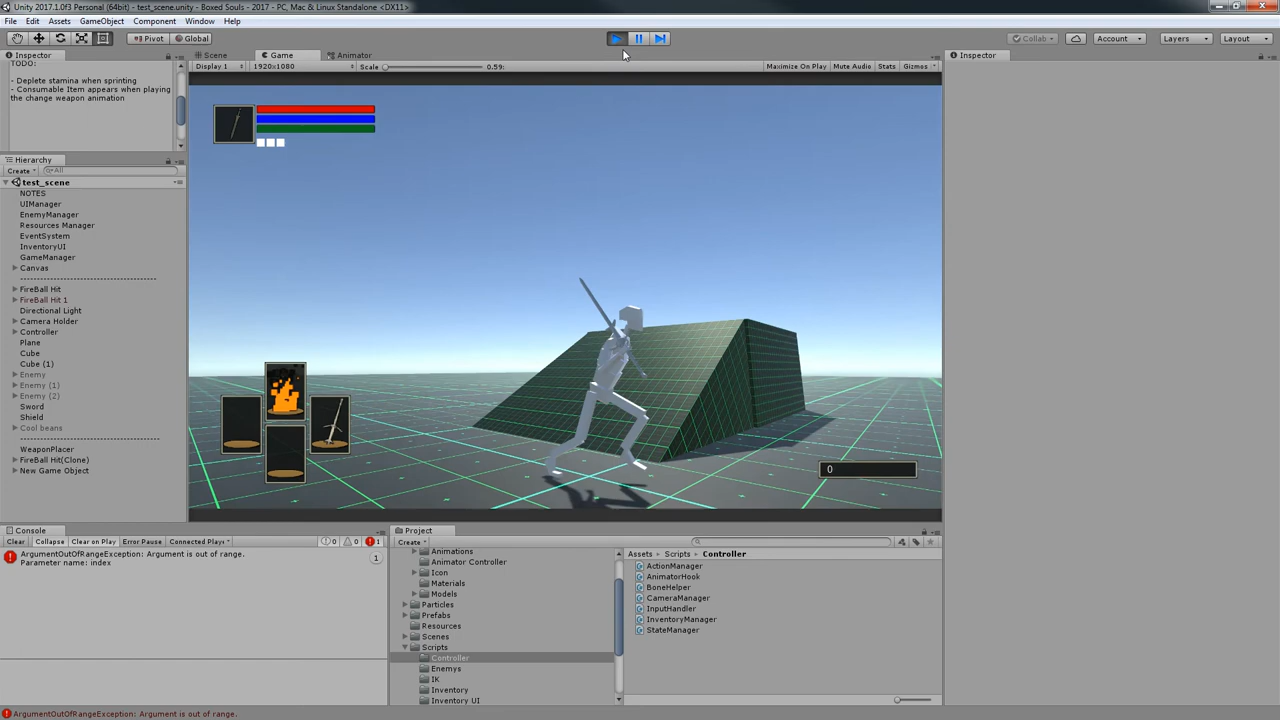 Unity 2017.1.0f3 Personal (64bit) - test_scene.unity - Boxed Souls - 2017 - PC, Mac & Linux Standalone <DX11>
File Edit Assets GameObject Component Window Help
Pivot Global Collab Account Layers Layout
Inspector Scene Game Animator Inspector
Display 1 1920x1080 Scale 0.59: Maximize On Play Mute Audio Stats Gizmos
TODO:
- Deplete stamina when sprinting
- Consumable Item appears when playing
the change weapon animation
Hierarchy
Create All
test_scene
NOTES
UIManager
EnemyManager
Resources Manager
EventSystem
InventoryUI
GameManager
Canvas
------------------------------------
FireBall Hit
FireBall Hit 1
Directional Light
Camera Holder
Controller
Plane
Cube
Cube (1)
Enemy
Enemy (1)
Enemy (2)
Sword
Shield
Cool beans
------------------------------------
WeaponPlacer
FireBall Hit(Clone)
New Game Object
0
Console
Clear Collapse Clear on Play Error Pause Connected Player 0 0 1
ArgumentOutOfRangeException: Argument is out of range.
Parameter name: index
1
Project
Create
Animations
Animator Controller
Icon
Materials
Models
Particles
Prefabs
Resources
Scenes
Scripts
Controller
Enemys
IK
Inventory
Inventory UI
Assets Scripts Controller
ActionManager
AnimatorHook
BoneHelper
CameraManager
InputHandler
InventoryManager
StateManager
ArgumentOutOfRangeException: Argument is out of range.